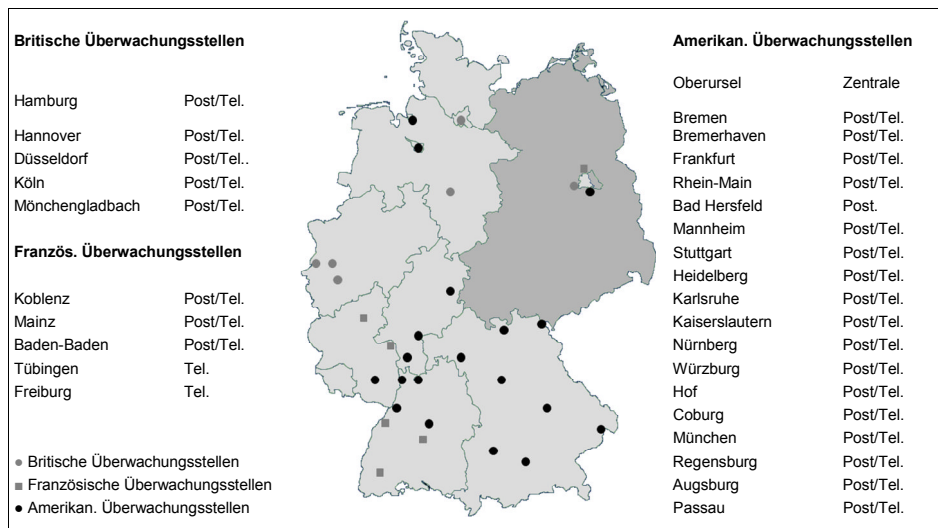 Britische Überwachungsstellen
Hamburg Post/Tel.
Hannover Post/Tel.
Düsseldorf Post/Tel..
Köln Post/Tel.
Mönchengladbach Post/Tel.
Französ. Überwachungsstellen
Koblenz Post/Tel.
Mainz Post/Tel.
Baden-Baden Post/Tel.
Tübingen Tel.
Freiburg Tel.
Britische Überwachungsstellen
Französische Überwachungsstellen
Amerikan. Überwachungsstellen
Amerikan. Überwachungsstellen
Oberursel Zentrale
Bremen Post/Tel.
Bremerhaven Post/Tel.
Frankfurt Post/Tel.
Rhein-Main Post/Tel.
Bad Hersfeld Post.
Mannheim Post/Tel.
Stuttgart Post/Tel.
Heidelberg Post/Tel.
Karlsruhe Post/Tel.
Kaiserslautern Post/Tel.
Nürnberg Post/Tel.
Würzburg Post/Tel.
Hof Post/Tel.
Coburg Post/Tel.
München Post/Tel.
Regensburg Post/Tel.
Augsburg Post/Tel.
Passau Post/Tel.